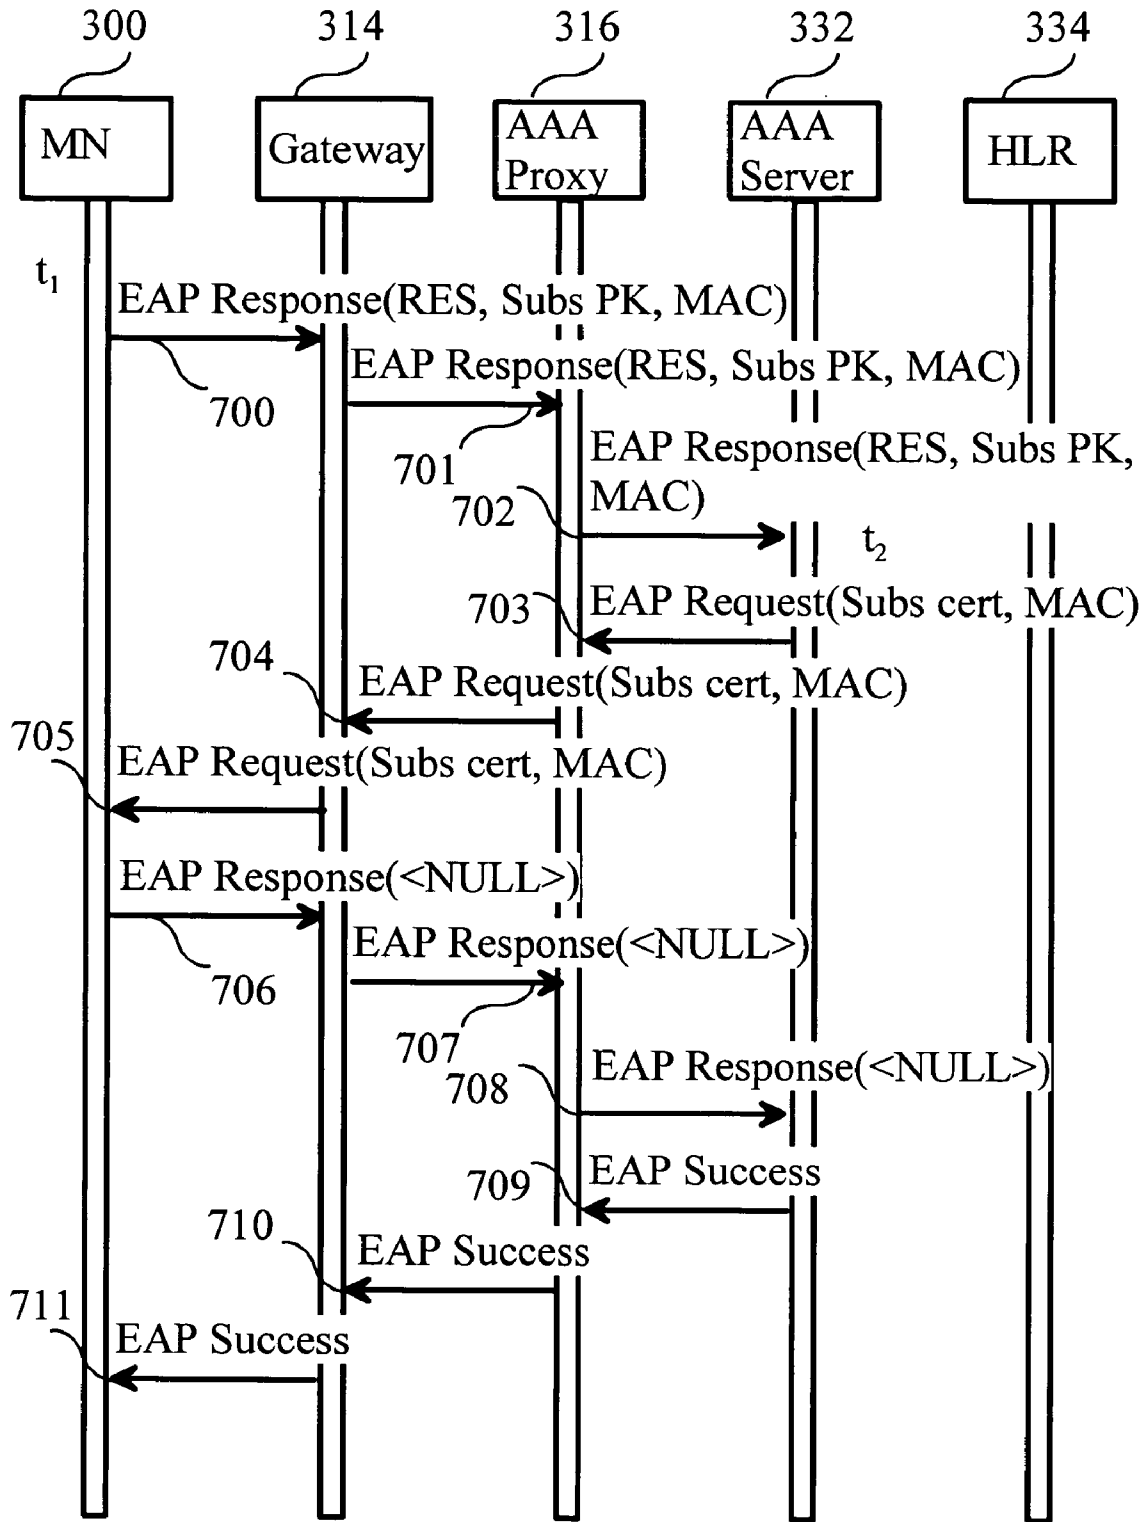 300 314 316 332 334
MN
Gateway
AAA
Proxy
AAA
Server
HLR
t1
EAP Response(RES, Subs PK, MAC)
700
EAP Response(RES, Subs PK, MAC)
701
EAP Response(RES, Subs PK,
MAC)
702
t2
703
EAP Request(Subs cert, MAC)
704
EAP Request(Subs cert, MAC)
705
EAP Request(Subs cert, MAC)
EAP Response(<NULL>)
706
EAP Response(<NULL>)
707
EAP Response(<NULL>)
708
EAP Success
709
EAP Success
710
EAP Success
711